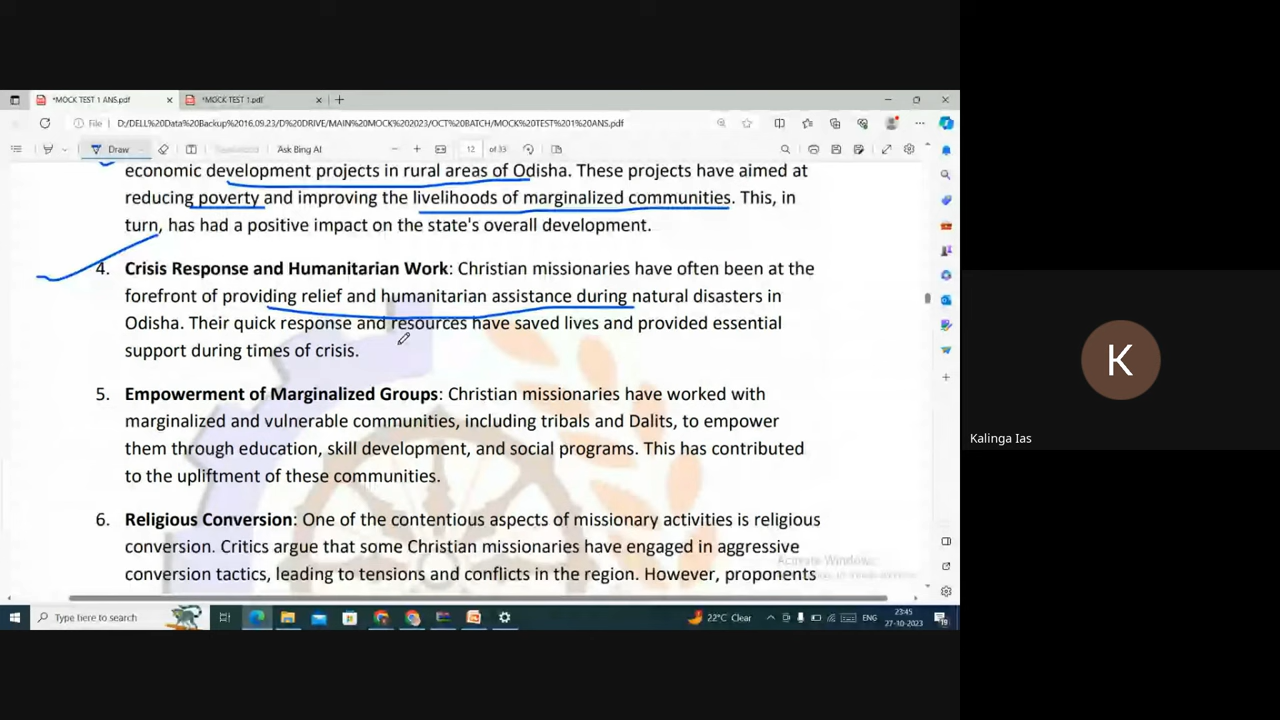 *MOCK TEST 1 ANS.pdf
*MOCK TEST 1.pdf
File
D:/DELL%20Data%20Backup%2016.09.23/D%20DRIVE/MAIN%20MOCK%202023/OCT%20BATCH/MOCK%20TEST%201%20ANS.pdf
Draw
Ask Bing AI
12
of 33
economic development projects in rural areas of Odisha. These projects have aimed at
reducing poverty and improving the livelihoods of marginalized communities. This, in
turn, has had a positive impact on the state's overall development.
4. Crisis Response and Humanitarian Work: Christian missionaries have often been at the
forefront of providing relief and humanitarian assistance during natural disasters in
Odisha. Their quick response and resources have saved lives and provided essential
support during times of crisis.
5. Empowerment of Marginalized Groups: Christian missionaries have worked with
marginalized and vulnerable communities, including tribals and Dalits, to empower
them through education, skill development, and social programs. This has contributed
to the upliftment of these communities.
6. Religious Conversion: One of the contentious aspects of missionary activities is religious
conversion. Critics argue that some Christian missionaries have engaged in aggressive
conversion tactics, leading to tensions and conflicts in the region. However, proponents
Activate Windows
Type here to search
22°C Clear
ENG
23:45
27-10-2023
K
Kalinga Ias